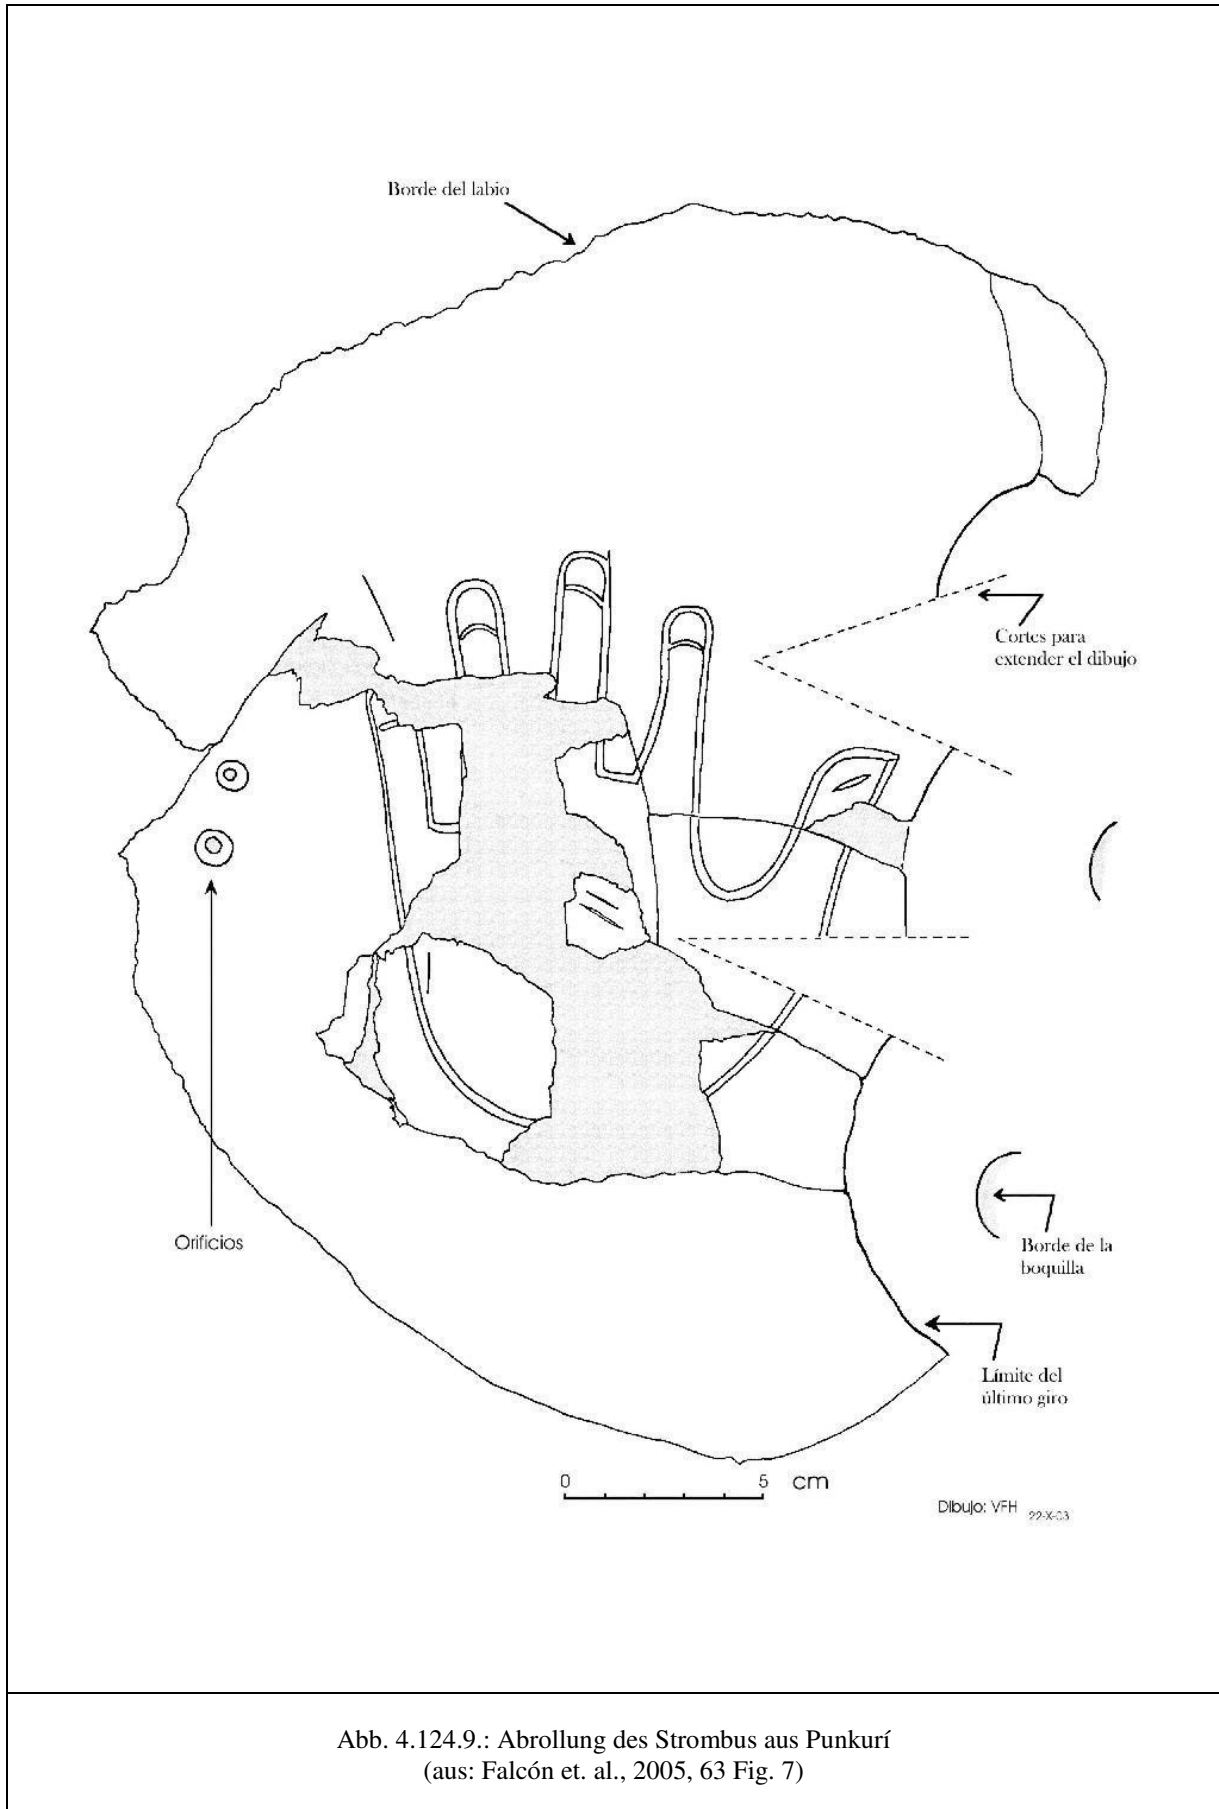 Borde del labio
Cortes para
extender el dibujo
Orificios
Borde de la
boquilla
Límite del
último giro
0 5 cm
Dibujo: VFH 22-X-03
Abb. 4.124.9.: Abrollung des Strombus aus Punkurí
(aus: Falcón et. al., 2005, 63 Fig. 7)